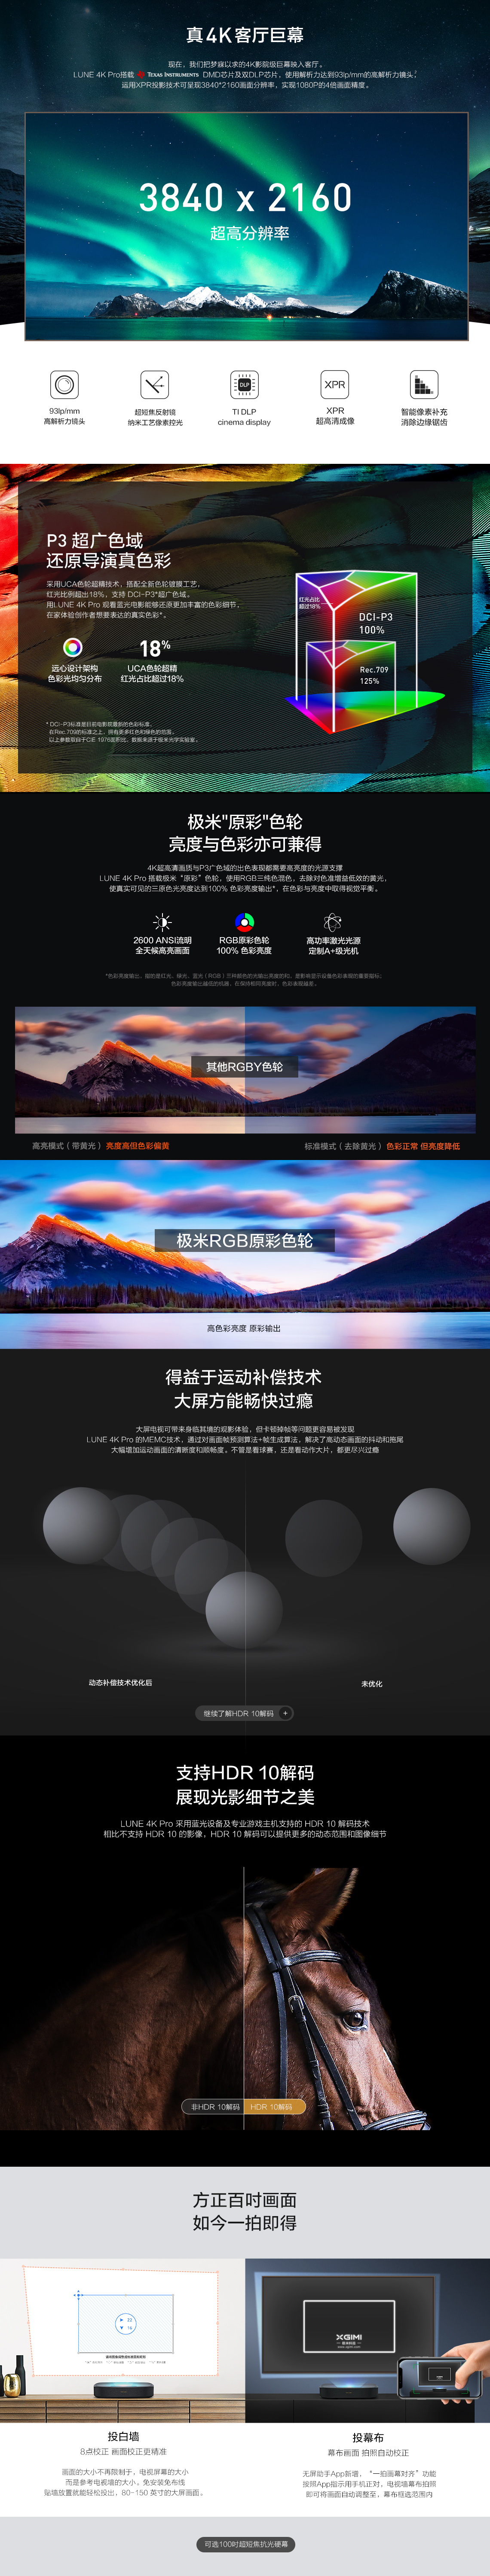 真4K客厅巨幕
现在，我们把梦寐以求的4K影院级巨幕映入客厅。
LUNE 4K Pro搭载 TEXAS INSTRUMENTS DMD芯片及双DLP芯片，使用解析力达到93lp/mm的高解析力镜头，
运用XPR投影技术可呈现3840*2160画面分辨率，实现1080P的4倍画面精度。
3840 x 2160
超高分辨率
DLP
XPR
93lp/mm
高解析力镜头
超短焦反射镜
纳米工艺像素控光
TI DLP
cinema display
XPR
超高清成像
智能像素补充
消除边缘锯齿
P3 超广色域
还原导演真色彩
采用UCA色轮超精技术，搭配全新色轮镀膜工艺，
红光比例超出18%，支持 DCI-P3*超广色域。
用LUNE 4K Pro 观看蓝光电影能够还原更加丰富的色彩细节，
在家体验创作者想要表达的真实色彩*。
远心设计架构
色彩光均匀分布
18%
UCA色轮超精
红光占比超过18%
红光占比
超过18%
DCI-P3
100%
Rec.709
125%
* DCI-P3标准是目前电影院最新的色彩标准，
在Rec.709的标准之上，拥有更多红色和绿色的范围。
以上参数取自于CIE 1976面积比，数据来源于极米光学实验室。
极米"原彩"色轮
亮度与色彩亦可兼得
4K超高清画质与P3广色域的出色表现都需要高亮度的光源支撑
LUNE 4K Pro 搭载极米“原彩”色轮，使用RGB三纯色混色，去除对色准增益低效的黄光，
使真实可见的三原色光亮度达到100% 色彩亮度输出*，在色彩与亮度中取得视觉平衡。
2600 ANSI流明
全天候高亮画面
RGB原彩色轮
100% 色彩亮度
高功率激光光源
定制A+级光机
*色彩亮度输出，指的是红光，绿光，蓝光（RGB）三种颜色的光输出亮度的和，是影响显示设备色彩表现的重要指标；
色彩亮度输出越低的机器，在保持相同亮度时，色彩表现越差。
其他RGBY色轮
高亮模式（带黄光）亮度高但色彩偏黄
标准模式（去除黄光）色彩正常 但亮度降低
极米RGB原彩色轮
高色彩亮度 原彩输出
得益于运动补偿技术
大屏方能畅快过瘾
大屏电视可带来身临其境的观影体验，但卡顿掉帧等问题更容易被发现
LUNE 4K Pro 的MEMC技术，通过对画面帧预测算法+帧生成算法，解决了高动态画面的抖动和拖尾
大幅增加运动画面的清晰度和顺畅度。不管是看球赛，还是看动作大片，都更尽兴过瘾
动态补偿技术优化后
未优化
继续了解HDR 10解码 +
支持HDR 10解码
展现光影细节之美
LUNE 4K Pro 采用蓝光设备及专业游戏主机支持的 HDR 10 解码技术
相比不支持 HDR 10 的影像，HDR 10 解码可以提供更多的动态范围和图像细节
非HDR 10解码
HDR 10解码
方正百吋画面
如今一拍即得
22
16
XGIMI
投白墙
8点校正 画面校正更精准
画面的大小不再限制于，电视屏幕的大小
而是参考电视墙的大小，免安装免布线
贴墙放置就能轻松投出，80~150 英寸的大屏画面。
投幕布
幕布画面 拍照自动校正
无屏助手App新增，“一拍画幕对齐”功能
按照App指示用手机正对，电视墙幕布拍照
即可将画面自动调整至，幕布框选范围内
可选100吋超短焦抗光硬幕